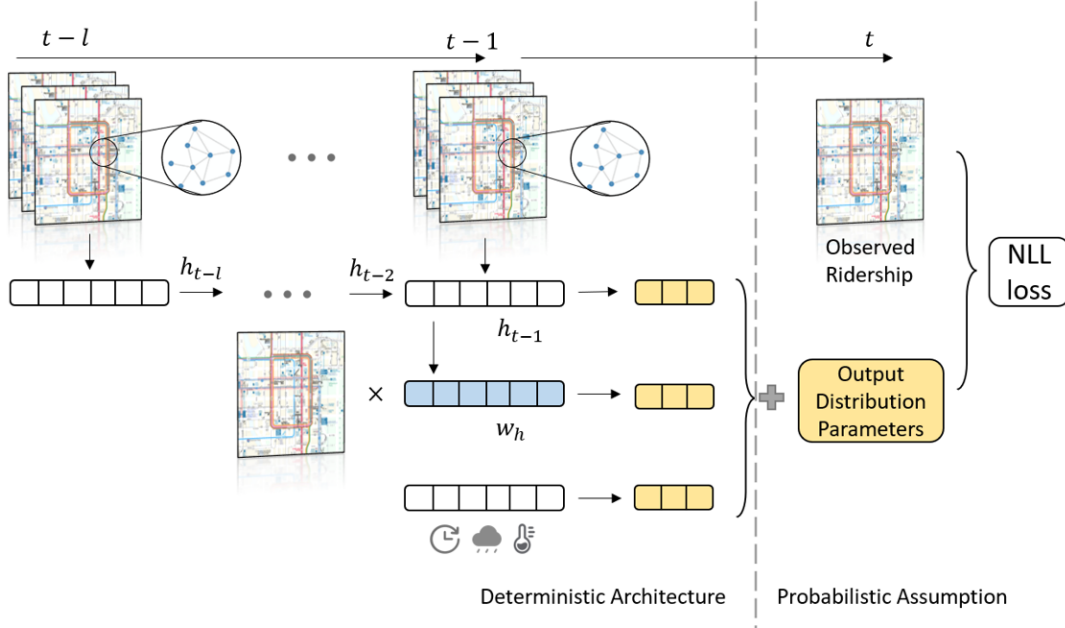 t − l
t − 1
t
Observed
Ridership
NLL
loss
h_{t−l}
h_{t−2}
h_{t−1}
×
w_h
Output
Distribution
Parameters
Deterministic Architecture
Probabilistic Assumption